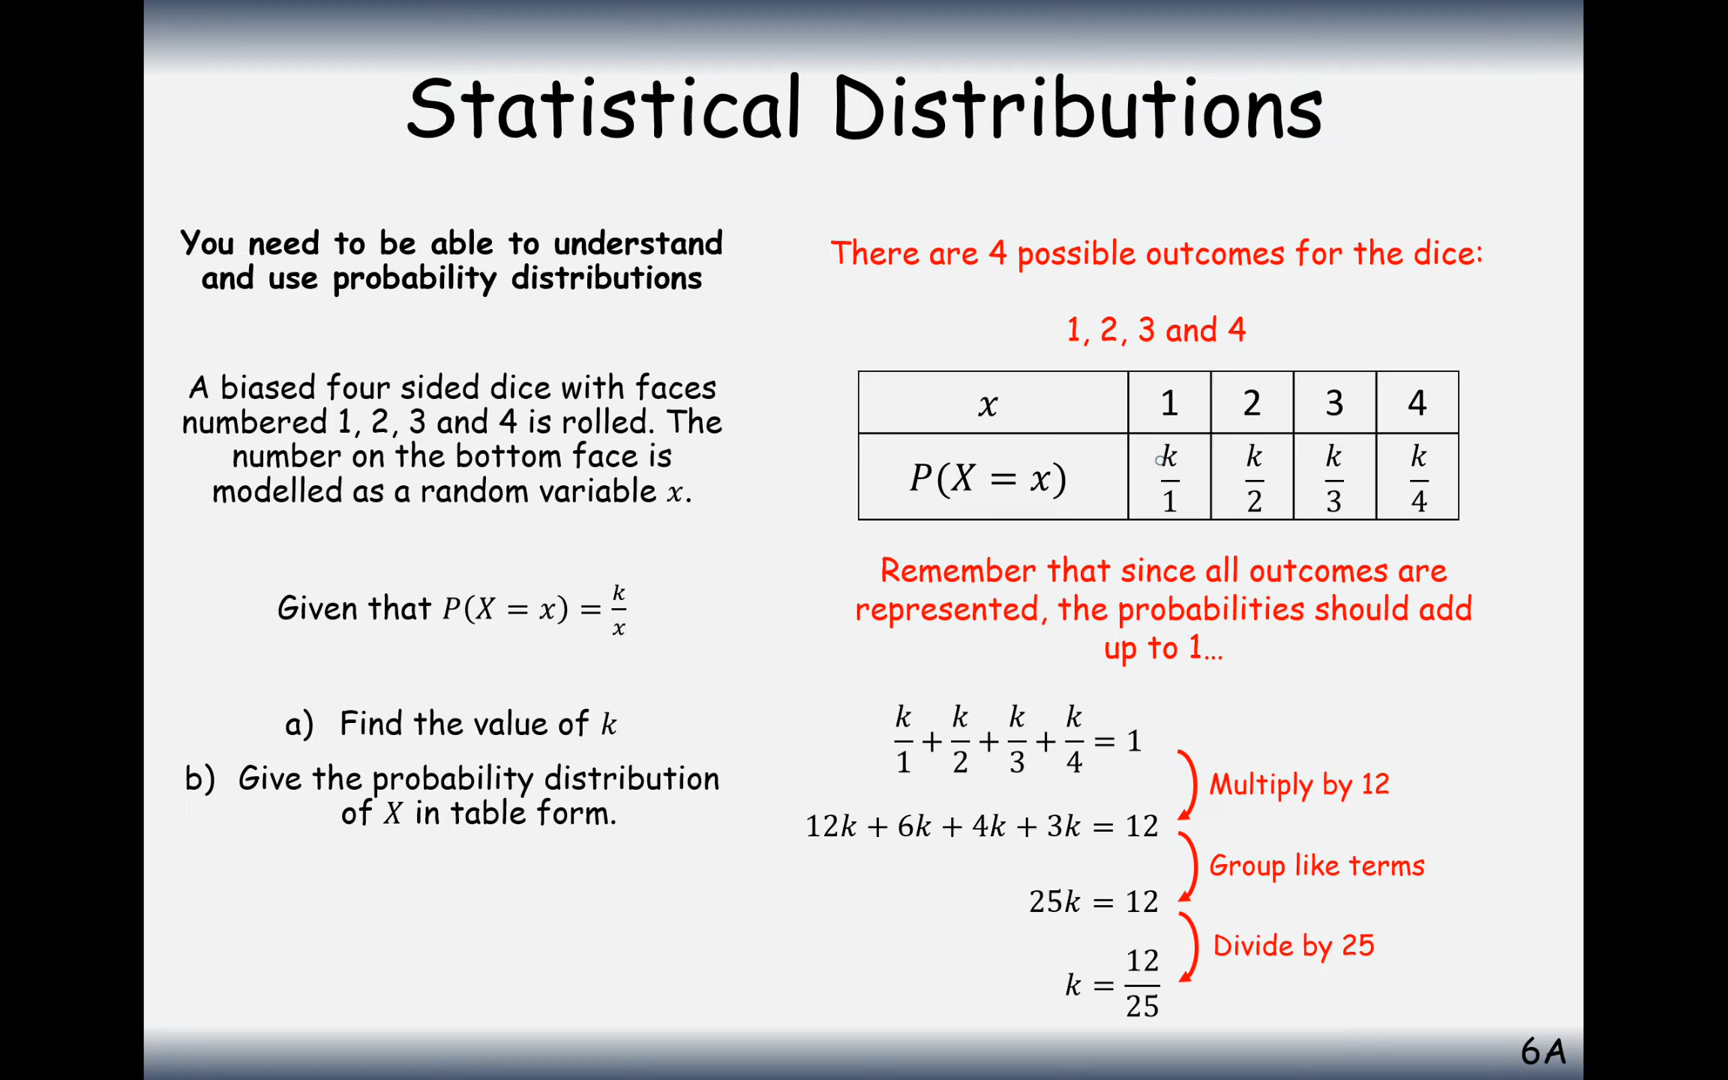 Statistical Distributions
You need to be able to understand
and use probability distributions
A biased four sided dice with faces
numbered 1, 2, 3 and 4 is rolled. The
number on the bottom face is
modelled as a random variable x.
Given that P(X = x) = k/x
a) Find the value of k
b) Give the probability distribution
of X in table form.
There are 4 possible outcomes for the dice:
1, 2, 3 and 4
x 1 2 3 4
P(X = x) k/1 k/2 k/3 k/4
Remember that since all outcomes are
represented, the probabilities should add
up to 1...
k/1 + k/2 + k/3 + k/4 = 1
Multiply by 12
12k + 6k + 4k + 3k = 12
Group like terms
25k = 12
Divide by 25
k = 12/25
6A